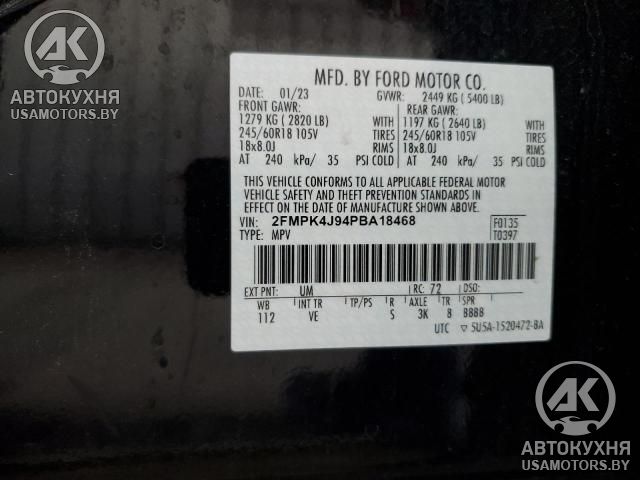 АК
АВТОКУХНЯ
USAMOTORS.BY
MFD. BY FORD MOTOR CO.
DATE: 01/23 GVWR: 2449 KG ( 5400 LB)
FRONT GAWR: REAR GAWR:
1279 KG ( 2820 LB) WITH 1197 KG ( 2640 LB) WITH
245/60R18 105V TIRES 245/60R18 105V TIRES
18x8.0J RIMS 18x8.0J RIMS
AT 240 kPa/ 35 PSI COLD AT 240 kPa/ 35 PSI COLD
THIS VEHICLE CONFORMS TO ALL APPLICABLE FEDERAL MOTOR
VEHICLE SAFETY AND THEFT PREVENTION STANDARDS IN
EFFECT ON THE DATE OF MANUFACTURE SHOWN ABOVE.
VIN: 2FMPK4J94PBA18468 F0135
TYPE: MPV T0397
EXT PNT: UM RC: 72 DSO:
WB INT TR TP/PS R AXLE TR SPR
112 VE S 3K 8 BBBB
UTC ▽5U5A-1520472-BA
АК
АВТОКУХНЯ
USAMOTORS.BY